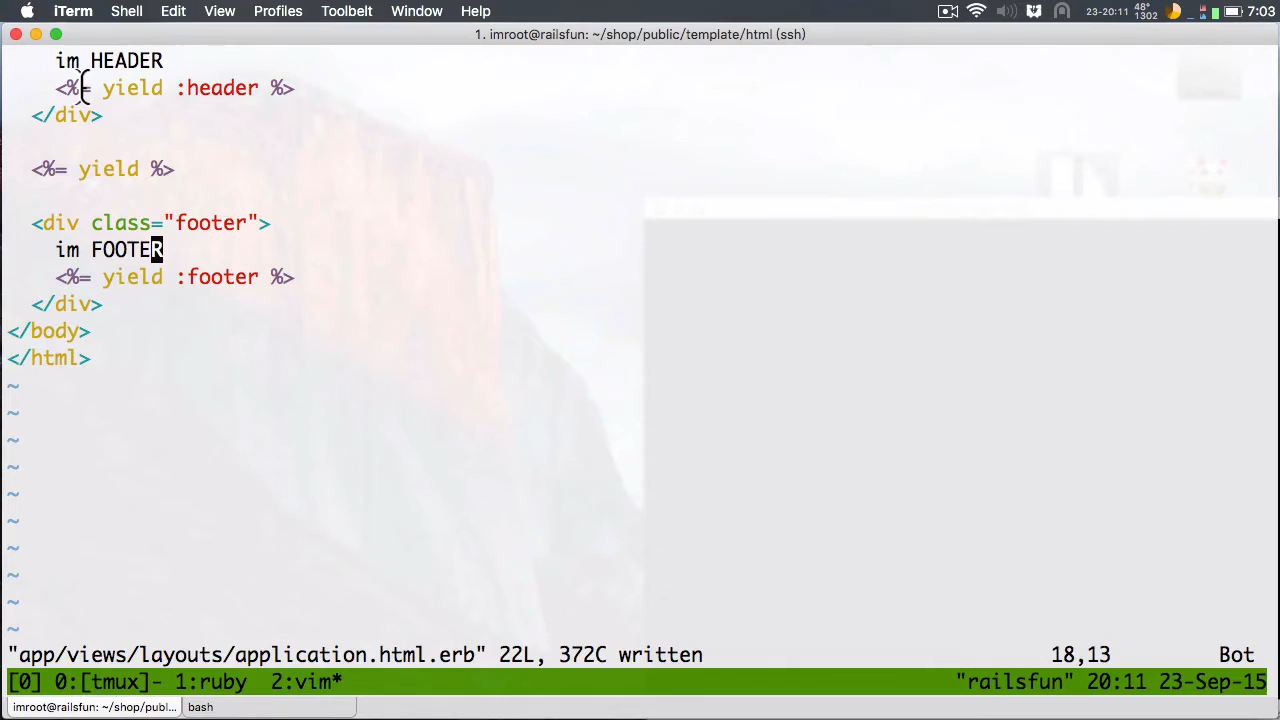 iTerm Shell Edit View Profiles Toolbelt Window Help 23-20:11 48° 1302 7:03
1. imroot@railsfun: ~/shop/public/template/html (ssh)
im HEADER
<%= yield :header %>
</div>
<%= yield %>
<div class="footer">
im FOOTER
<%= yield :footer %>
</div>
</body>
</html>
~
~
~
~
~
~
~
~
~
~
"app/views/layouts/application.html.erb" 22L, 372C written 18,13 Bot
[0] 0:[tmux]- 1:ruby 2:vim* "railsfun" 20:11 23-Sep-15
imroot@railsfun: ~/shop/publ... bash